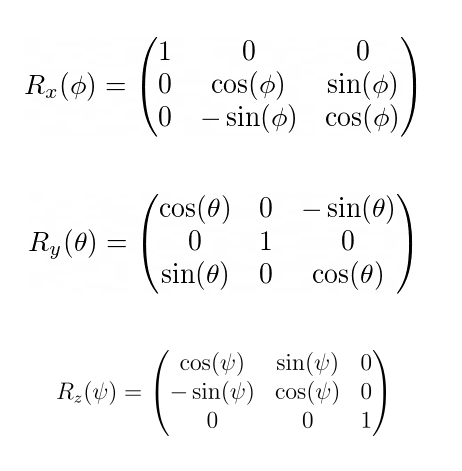 R_x(ϕ) = (1 0 0
0 cos(ϕ) sin(ϕ)
0 − sin(ϕ) cos(ϕ))
R_y(θ) = (cos(θ) 0 − sin(θ)
0 1 0
sin(θ) 0 cos(θ))
R_z(ψ) = (cos(ψ) sin(ψ) 0
− sin(ψ) cos(ψ) 0
0 0 1)